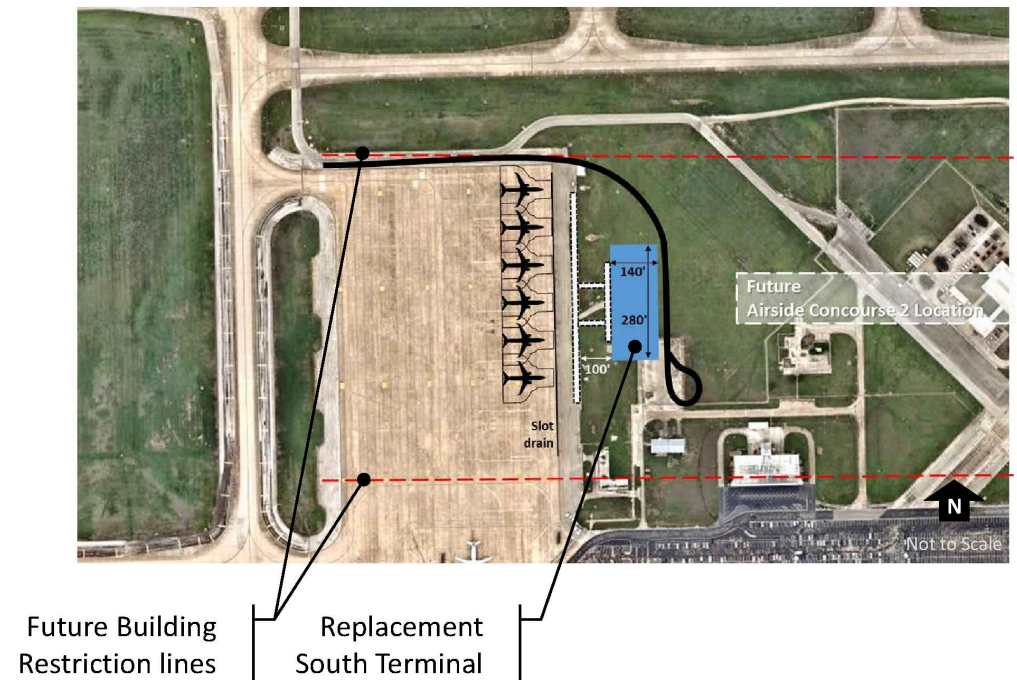 140'
Future
Airside Concourse 2 Location
280'
100'
Slot
drain
N
Not to Scale
Future Building
Restriction lines
Replacement
South Terminal